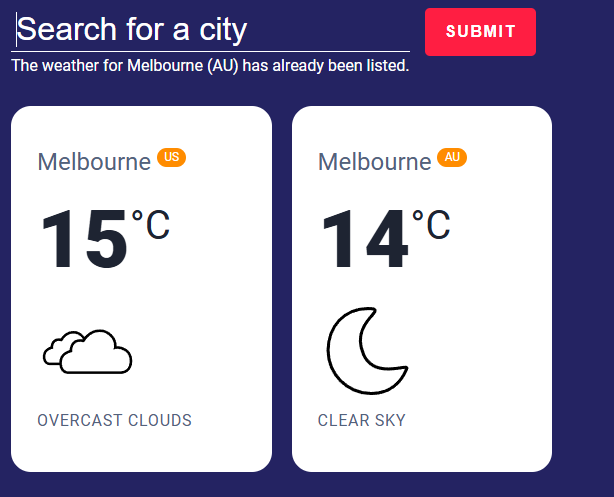 Search for a city
SUBMIT
The weather for Melbourne (AU) has already been listed.
Melbourne US
15°C
OVERCAST CLOUDS
Melbourne AU
14°C
CLEAR SKY